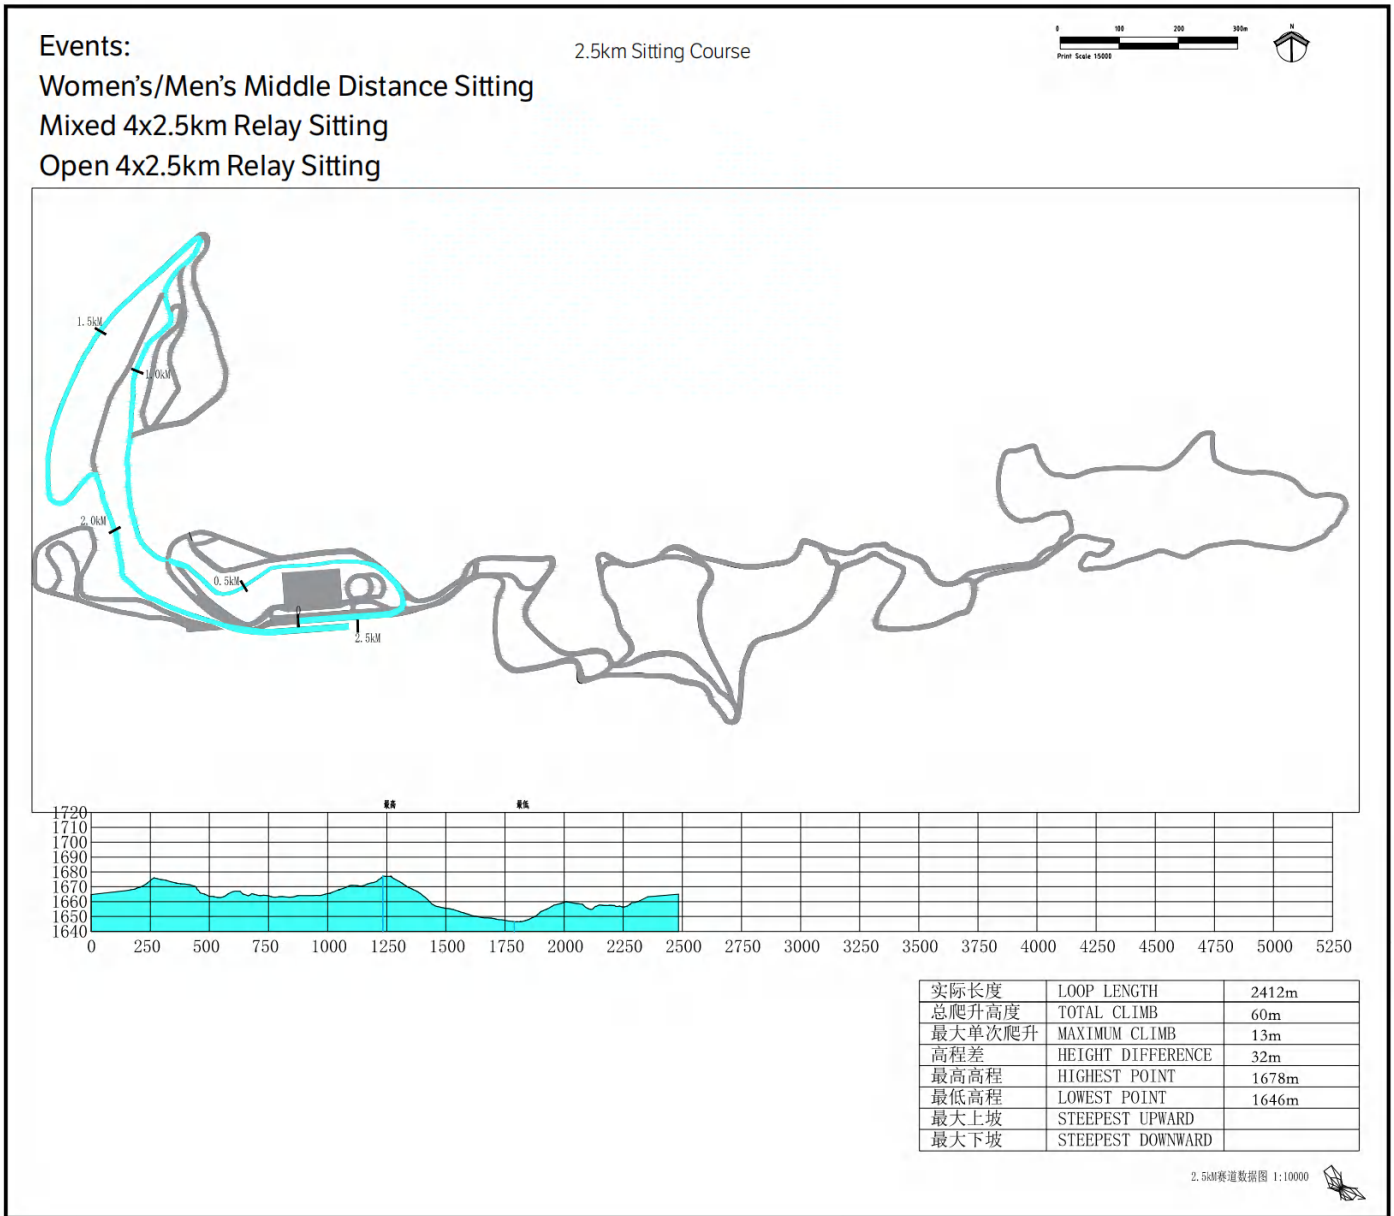 Events:
Women's/Men's Middle Distance Sitting
Mixed 4x2.5km Relay Sitting
Open 4x2.5km Relay Sitting
2.5km Sitting Course
0 100 200 300m
Print Scale 1:5000
N
1.5kM
1.0kM
2.0kM
0.5kM
0
2.5kM
最高 最低
1720
1710
1700
1690
1680
1670
1660
1650
1640
0 250 500 750 1000 1250 1500 1750 2000 2250 2500 2750 3000 3250 3500 3750 4000 4250 4500 4750 5000 5250
实际长度 LOOP LENGTH 2412m
总爬升高度 TOTAL CLIMB 60m
最大单次爬升 MAXIMUM CLIMB 13m
高程差 HEIGHT DIFFERENCE 32m
最高高程 HIGHEST POINT 1678m
最低高程 LOWEST POINT 1646m
最大上坡 STEEPEST UPWARD
最大下坡 STEEPEST DOWNWARD
2.5kM赛道数据图 1:10000